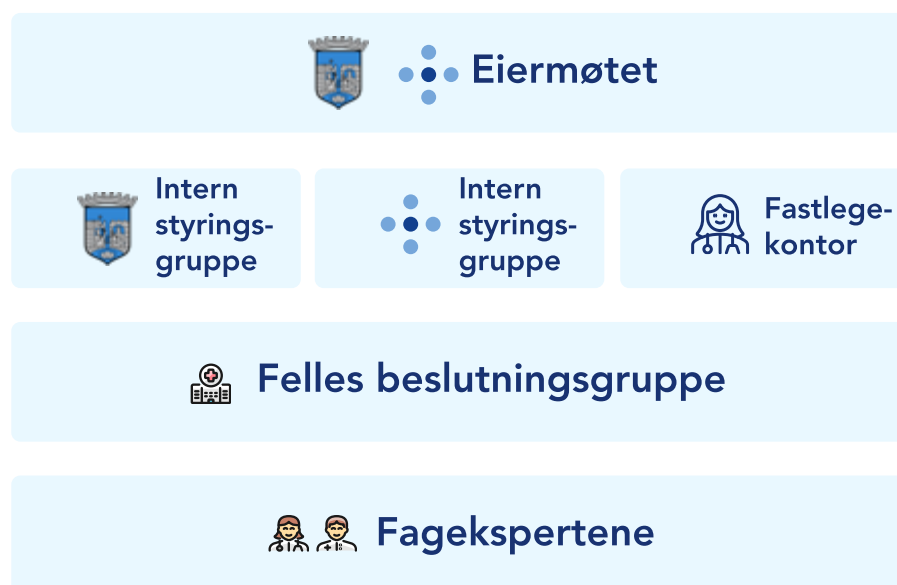 Eiermøtet
Intern
styrings-
gruppe
Intern
styrings-
gruppe
Fastlege-
kontor
Felles beslutningsgruppe
Fagekspertene